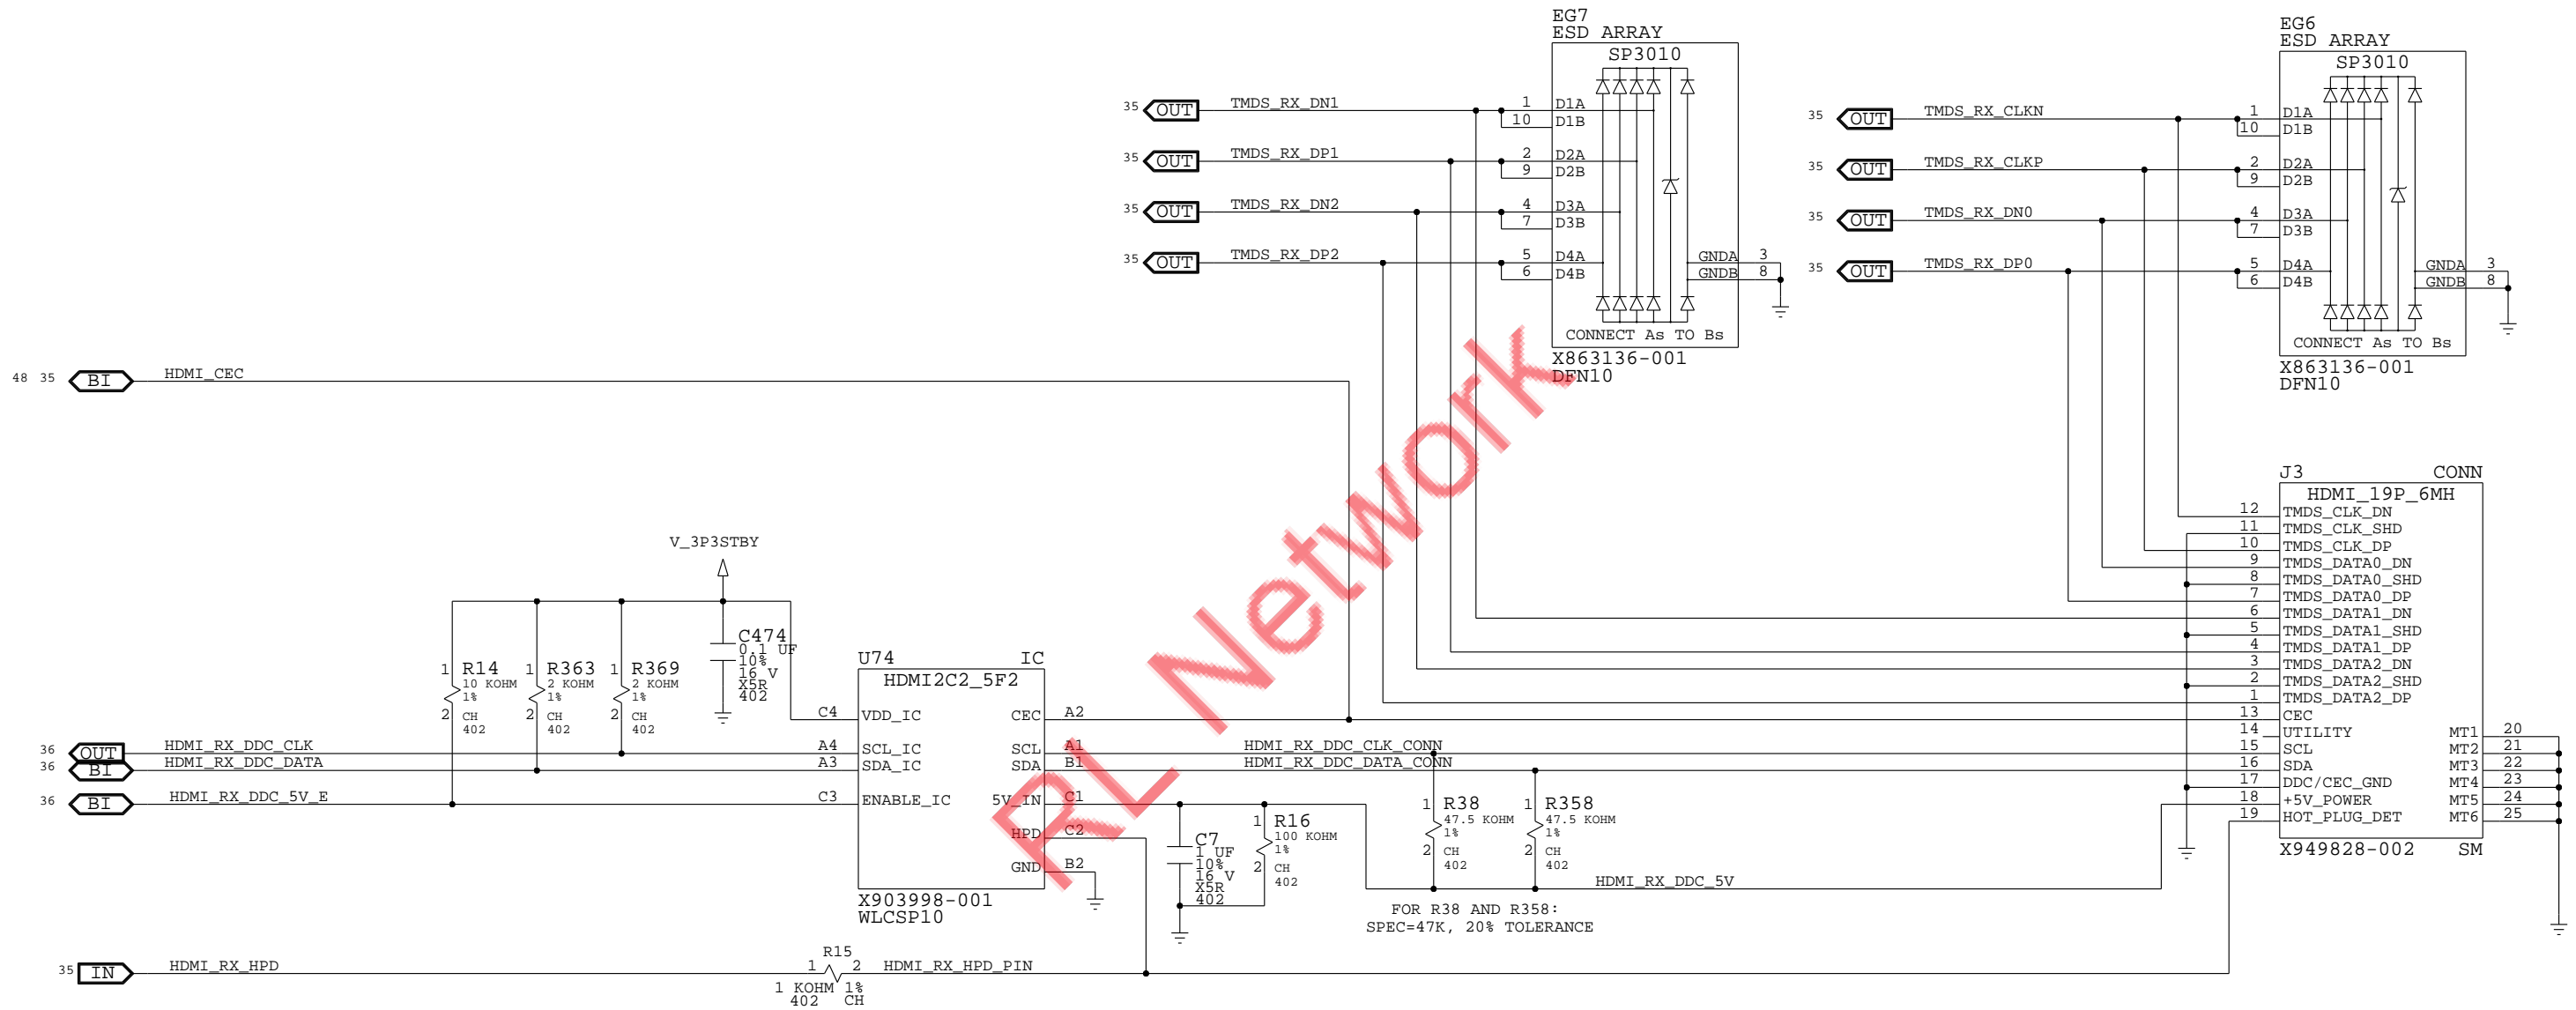 EG7
ESD ARRAY
SP3010
35 OUT TMDS_RX_DN1 1 D1A
10 D1B
35 OUT TMDS_RX_DP1 2 D2A
9 D2B
35 OUT TMDS_RX_DN2 4 D3A
7 D3B
35 OUT TMDS_RX_DP2 5 D4A
6 D4B
GNDA 3
GNDB 8
CONNECT As TO Bs
X863136-001
DFN10
EG6
ESD ARRAY
SP3010
35 OUT TMDS_RX_CLKN 1 D1A
10 D1B
35 OUT TMDS_RX_CLKP 2 D2A
9 D2B
35 OUT TMDS_RX_DN0 4 D3A
7 D3B
35 OUT TMDS_RX_DP0 5 D4A
6 D4B
GNDA 3
GNDB 8
CONNECT As TO Bs
X863136-001
DFN10
48 35 BI HDMI_CEC
RL Network
V_3P3STBY
1 R14
10 KOHM
1%
2 CH
402
1 R363
2 KOHM
1%
2 CH
402
1 R369
2 KOHM
1%
2 CH
402
C474
0.1 UF
10%
16 V
X5R
402
U74 IC
HDMI2C2_5F2
C4 VDD_IC CEC A2
A4 SCL_IC SCL A1
A3 SDA_IC SDA B1
C3 ENABLE_IC 5V_IN C1
HPD C2
GND B2
X903998-001
WLCSP10
36 OUT HDMI_RX_DDC_CLK
36 BI HDMI_RX_DDC_DATA
36 BI HDMI_RX_DDC_5V_E
HDMI_RX_DDC_CLK_CONN
HDMI_RX_DDC_DATA_CONN
C7
1 UF
10%
16 V
X5R
402
1 R16
100 KOHM
1%
2 CH
402
1 R38
47.5 KOHM
1%
2 CH
402
1 R358
47.5 KOHM
1%
2 CH
402
HDMI_RX_DDC_5V
FOR R38 AND R358:
SPEC=47K, 20% TOLERANCE
J3 CONN
HDMI_19P_6MH
12 TMDS_CLK_DN
11 TMDS_CLK_SHD
10 TMDS_CLK_DP
9 TMDS_DATA0_DN
8 TMDS_DATA0_SHD
7 TMDS_DATA0_DP
6 TMDS_DATA1_DN
5 TMDS_DATA1_SHD
4 TMDS_DATA1_DP
3 TMDS_DATA2_DN
2 TMDS_DATA2_SHD
1 TMDS_DATA2_DP
13 CEC
14 UTILITY MT1 20
15 SCL MT2 21
16 SDA MT3 22
17 DDC/CEC_GND MT4 23
18 +5V_POWER MT5 24
19 HOT_PLUG_DET MT6 25
X949828-002 SM
35 IN HDMI_RX_HPD
R15
1 2
1 KOHM 1%
402 CH
HDMI_RX_HPD_PIN